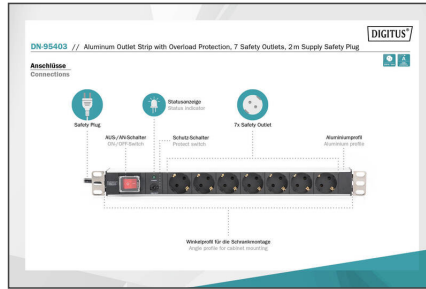 DIGITUS®
DN-95403 // Aluminum Outlet Strip with Overload Protection, 7 Safety Outlets, 2 m Supply Safety Plug
Anschlüsse
Connections
Statusanzeige
Status indicator
Safety Plug
7x Safety Outlet
AUS-/AN-Schalter
ON-/OFF-Switch
Schutz-Schalter
Protect switch
Aluminiumprofil
Aluminium profile
Winkelprofil für die Schrankmontage
Angle profile for cabinet mounting